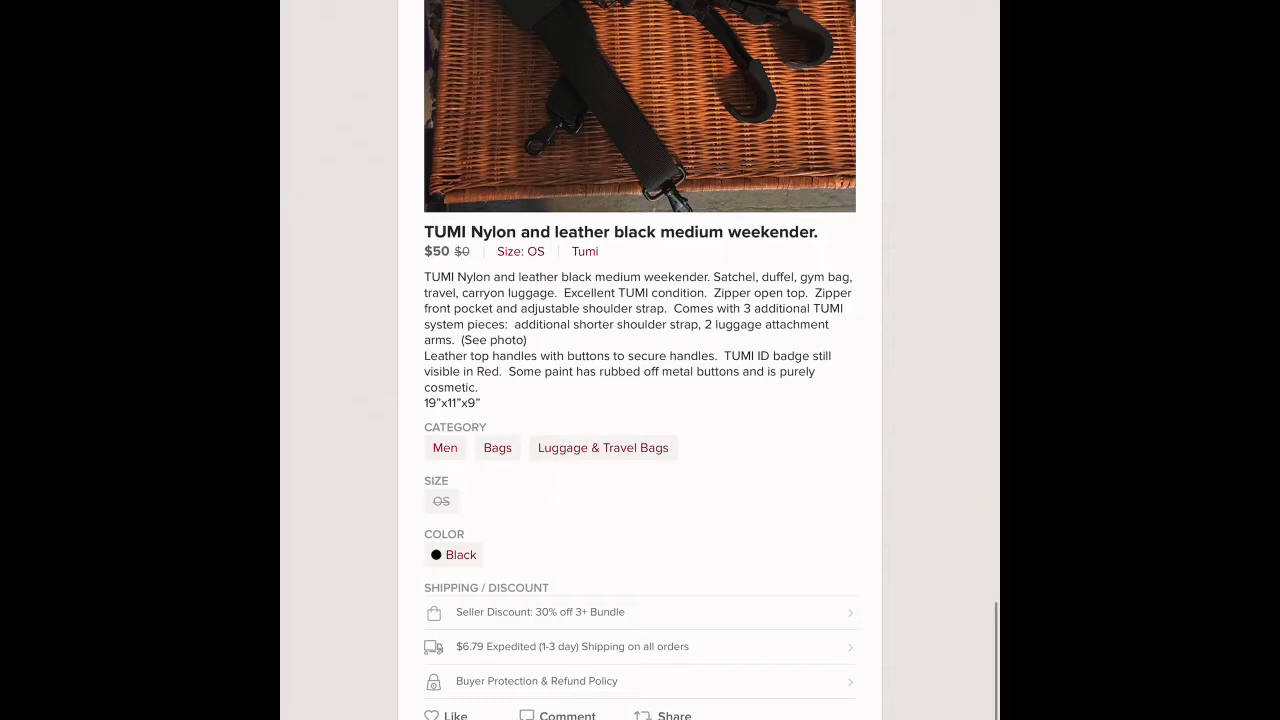 TUMI Nylon and leather black medium weekender.
$50 $0 Size: OS Tumi
TUMI Nylon and leather black medium weekender. Satchel, duffel, gym bag,
travel, carryon luggage.  Excellent TUMI condition.  Zipper open top.  Zipper
front pocket and adjustable shoulder strap.  Comes with 3 additional TUMI
system pieces:  additional shorter shoulder strap, 2 luggage attachment
arms.  (See photo)
Leather top handles with buttons to secure handles.  TUMI ID badge still
visible in Red.  Some paint has rubbed off metal buttons and is purely
cosmetic.
19”x11”x9”
CATEGORY
Men Bags Luggage & Travel Bags
SIZE
OS
COLOR
Black
SHIPPING / DISCOUNT
Seller Discount: 30% off 3+ Bundle
$6.79 Expedited (1-3 day) Shipping on all orders
Buyer Protection & Refund Policy
Like Comment Share